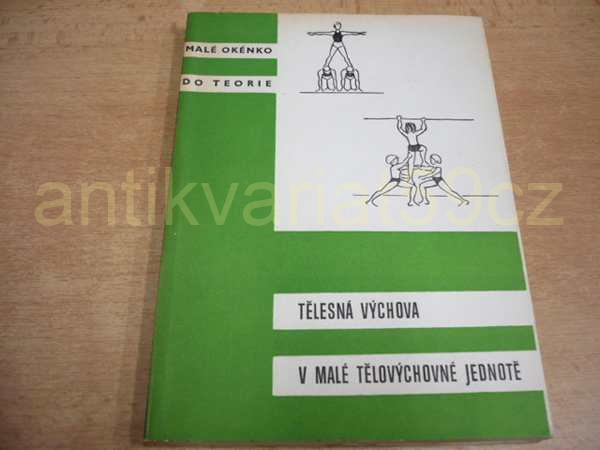 MALÉ OKÉNKO
DO TEORIE
antikvariat59cz
TĚLESNÁ VÝCHOVA
V MALÉ TĚLOVÝCHOVNÉ JEDNOTĚ